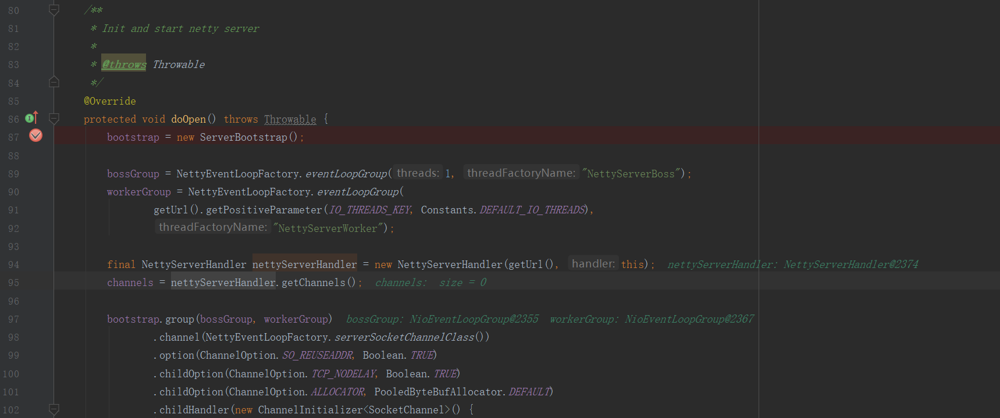 80 /**
81 * Init and start netty server
82 *
83 * @throws Throwable
84 */
85 @Override
86 protected void doOpen() throws Throwable {
87 bootstrap = new ServerBootstrap();
88
89 bossGroup = NettyEventLoopFactory.eventLoopGroup( threads: 1, threadFactoryName: "NettyServerBoss");
90 workerGroup = NettyEventLoopFactory.eventLoopGroup(
91 getUrl().getPositiveParameter(IO_THREADS_KEY, Constants.DEFAULT_IO_THREADS),
92 threadFactoryName: "NettyServerWorker");
93
94 final NettyServerHandler nettyServerHandler = new NettyServerHandler(getUrl(), handler: this); nettyServerHandler: NettyServerHandler@2374
95 channels = nettyServerHandler.getChannels(); channels: size = 0
96
97 bootstrap.group(bossGroup, workerGroup) bossGroup: NioEventLoopGroup@2355 workerGroup: NioEventLoopGroup@2367
98 .channel(NettyEventLoopFactory.serverSocketChannelClass())
99 .option(ChannelOption.SO_REUSEADDR, Boolean.TRUE)
100 .childOption(ChannelOption.TCP_NODELAY, Boolean.TRUE)
101 .childOption(ChannelOption.ALLOCATOR, PooledByteBufAllocator.DEFAULT)
102 .childHandler(new ChannelInitializer<SocketChannel>() {